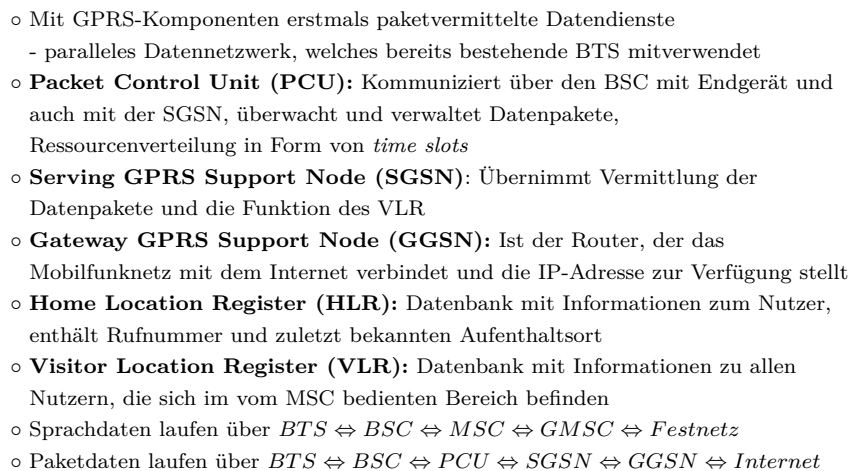 ◦ Mit GPRS-Komponenten erstmals paketvermittelte Datendienste
- paralleles Datennetzwerk, welches bereits bestehende BTS mitverwendet
◦ Packet Control Unit (PCU): Kommuniziert über den BSC mit Endgerät und
auch mit der SGSN, überwacht und verwaltet Datenpakete,
Ressourcenverteilung in Form von time slots
◦ Serving GPRS Support Node (SGSN): Übernimmt Vermittlung der
Datenpakete und die Funktion des VLR
◦ Gateway GPRS Support Node (GGSN): Ist der Router, der das
Mobilfunknetz mit dem Internet verbindet und die IP-Adresse zur Verfügung stellt
◦ Home Location Register (HLR): Datenbank mit Informationen zum Nutzer,
enthält Rufnummer und zuletzt bekannten Aufenthaltsort
◦ Visitor Location Register (VLR): Datenbank mit Informationen zu allen
Nutzern, die sich im vom MSC bedienten Bereich befinden
◦ Sprachdaten laufen über BTS ⇔ BSC ⇔ MSC ⇔ GMSC ⇔ Festnetz
◦ Paketdaten laufen über BTS ⇔ BSC ⇔ PCU ⇔ SGSN ⇔ GGSN ⇔ Internet